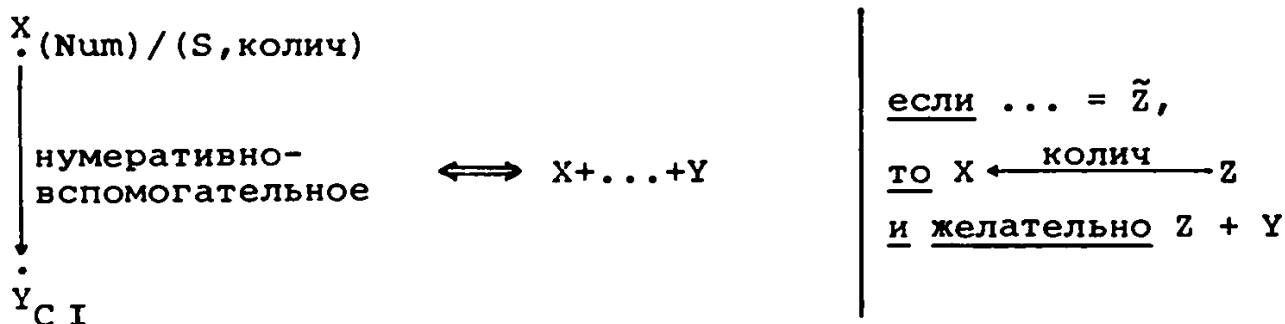 X (Num)/(S,колич)
нумеративно-
вспомогательное
⟺ X+...+Y
Y C I
если ... = Z̃,
то X ⟵ колич Z
и желательно Z + Y